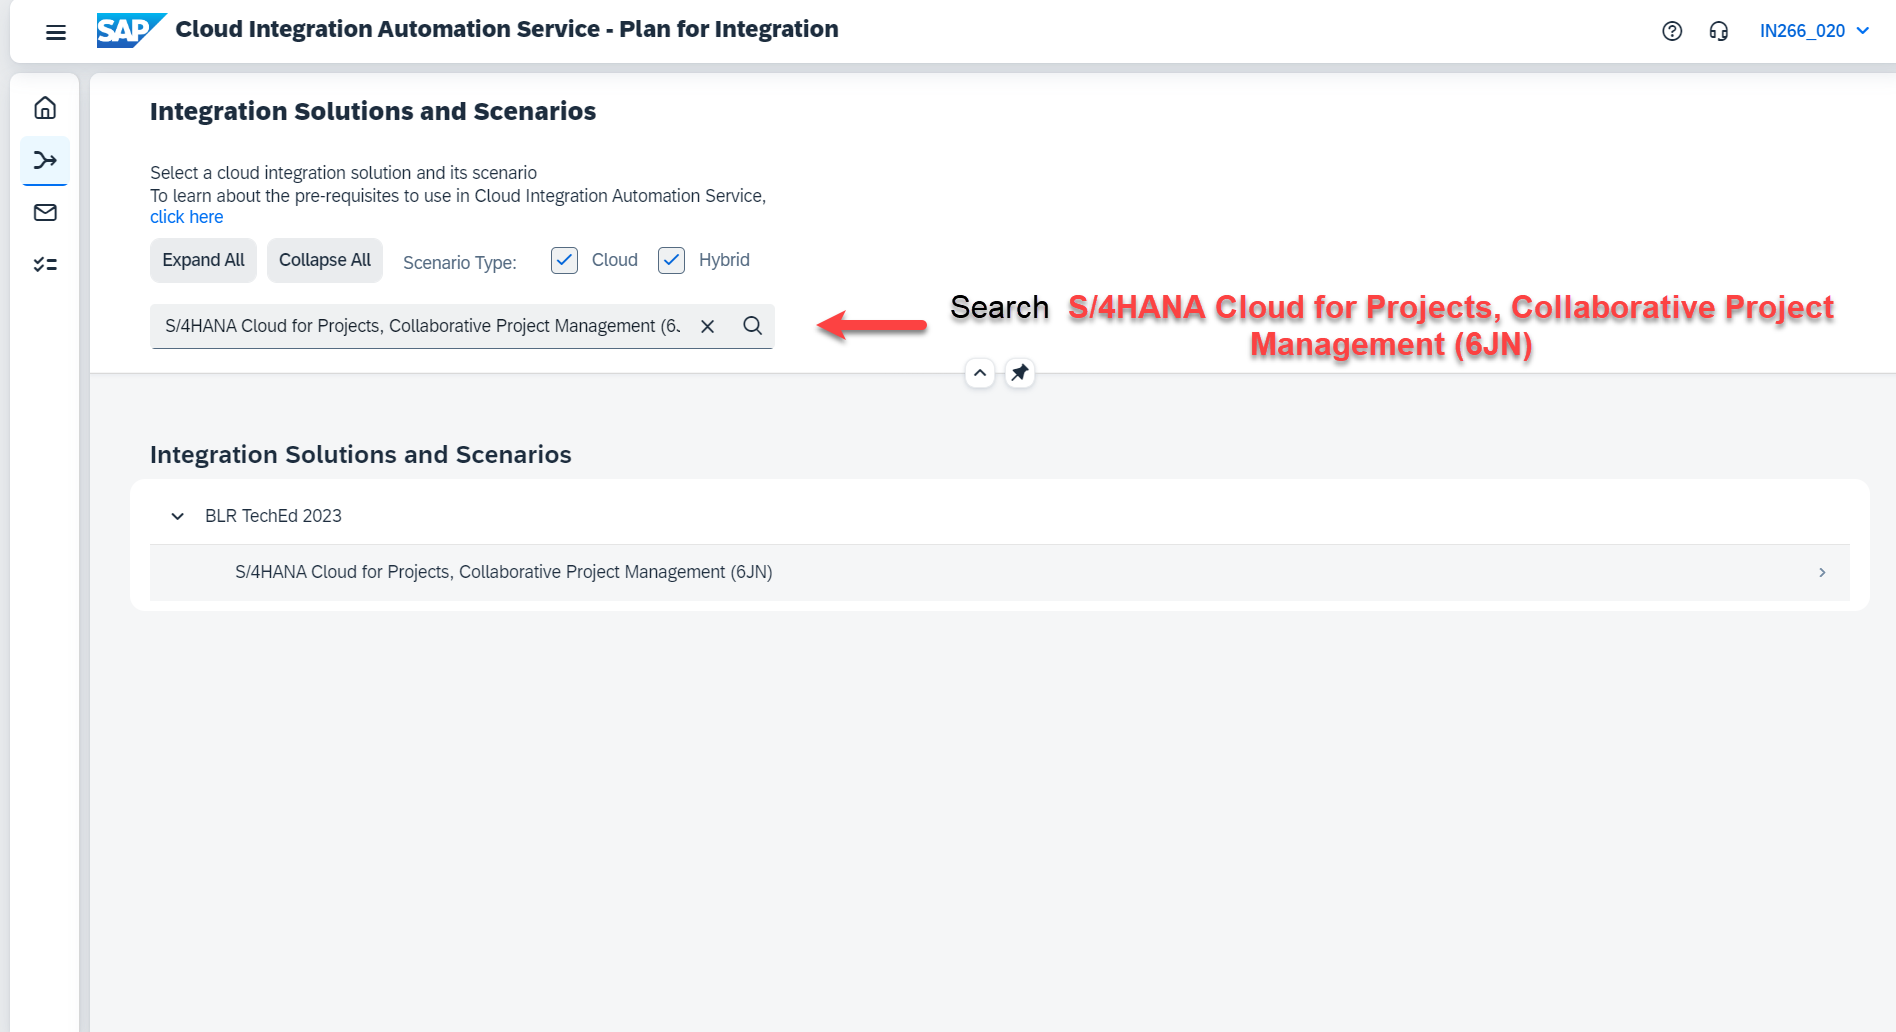 SAP Cloud Integration Automation Service - Plan for Integration
IN266_020
Integration Solutions and Scenarios
Select a cloud integration solution and its scenario
To learn about the pre-requisites to use in Cloud Integration Automation Service,
click here
Expand All Collapse All Scenario Type: Cloud Hybrid
S/4HANA Cloud for Projects, Collaborative Project Management (6.
Search S/4HANA Cloud for Projects, Collaborative Project
Management (6JN)
Integration Solutions and Scenarios
BLR TechEd 2023
S/4HANA Cloud for Projects, Collaborative Project Management (6JN)